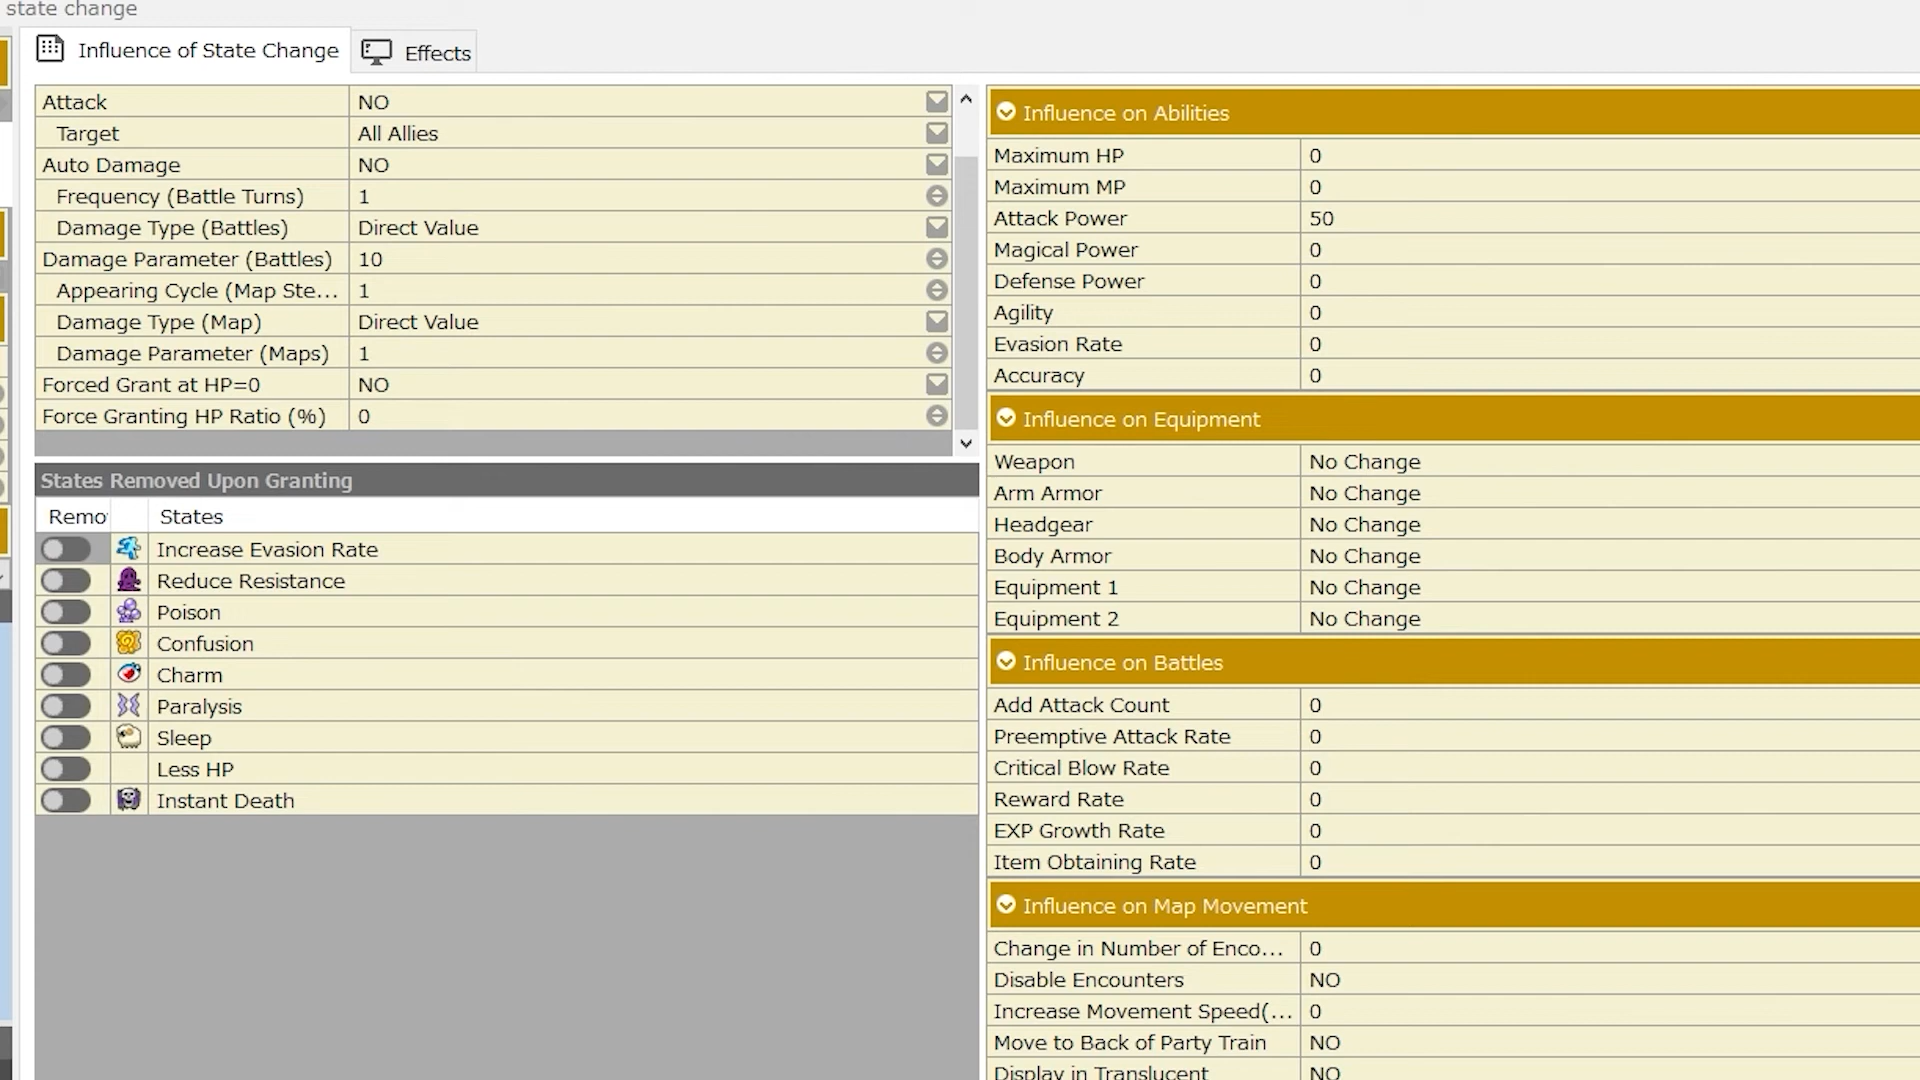 state change
Influence of State Change
Effects
Attack NO
Target All Allies
Auto Damage NO
Frequency (Battle Turns) 1
Damage Type (Battles) Direct Value
Damage Parameter (Battles) 10
Appearing Cycle (Map Ste... 1
Damage Type (Map) Direct Value
Damage Parameter (Maps) 1
Forced Grant at HP=0 NO
Force Granting HP Ratio (%) 0
States Removed Upon Granting
Remo States
Increase Evasion Rate
Reduce Resistance
Poison
Confusion
Charm
Paralysis
Sleep
Less HP
Instant Death
Influence on Abilities
Maximum HP 0
Maximum MP 0
Attack Power 50
Magical Power 0
Defense Power 0
Agility 0
Evasion Rate 0
Accuracy 0
Influence on Equipment
Weapon No Change
Arm Armor No Change
Headgear No Change
Body Armor No Change
Equipment 1 No Change
Equipment 2 No Change
Influence on Battles
Add Attack Count 0
Preemptive Attack Rate 0
Critical Blow Rate 0
Reward Rate 0
EXP Growth Rate 0
Item Obtaining Rate 0
Influence on Map Movement
Change in Number of Enco... 0
Disable Encounters NO
Increase Movement Speed(... 0
Move to Back of Party Train NO
Display in Translucent NO